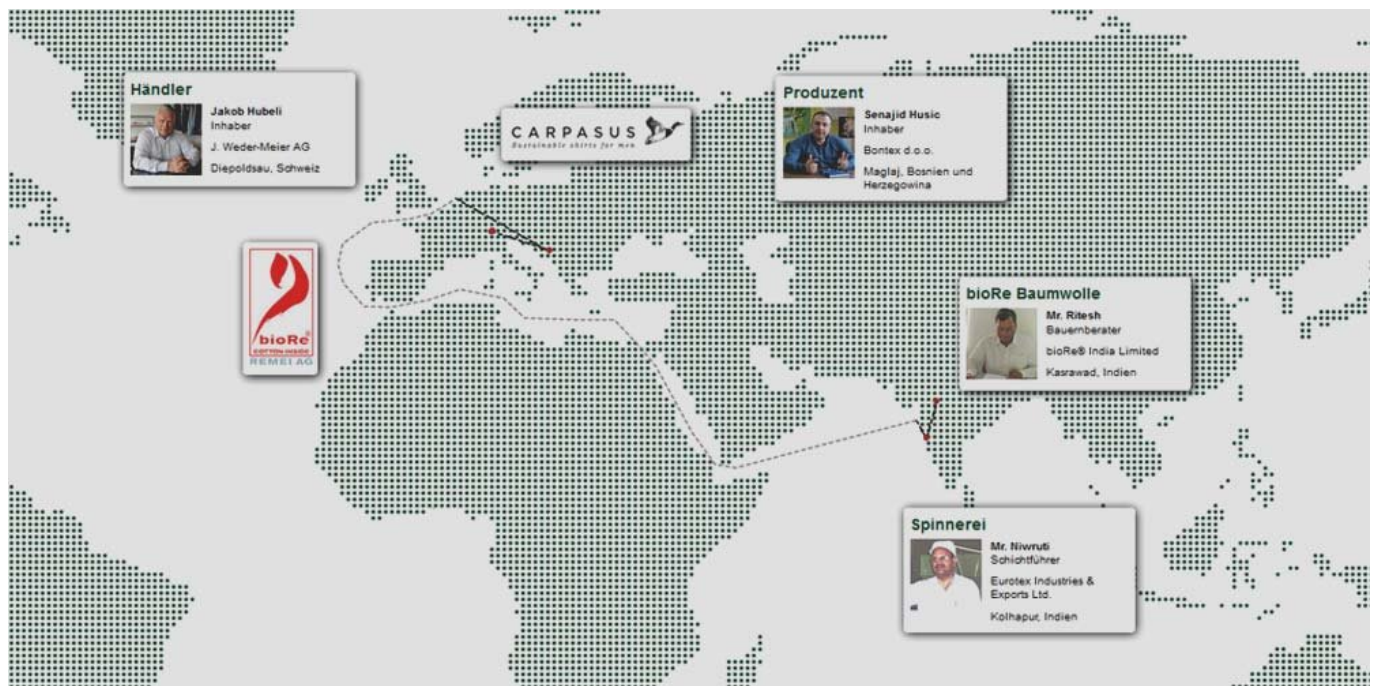 Händler
Jakob Hubeli
Inhaber
J. Weder-Meier AG
Diepoldsau, Schweiz
CARPASUS
Sustainable shirts for men
Produzent
Senajid Husic
Inhaber
Bontex d.o.o.
Maglaj, Bosnien und
Herzegowina
bioRe®
COTTON INSIDE
REMEI AG
bioRe Baumwolle
Mr. Ritesh
Bauernberater
bioRe® India Limited
Kasrawad, Indien
Spinnerei
Mr. Niwruti
Schichtführer
Eurotex Industries &
Exports Ltd.
Kolhapur, Indien